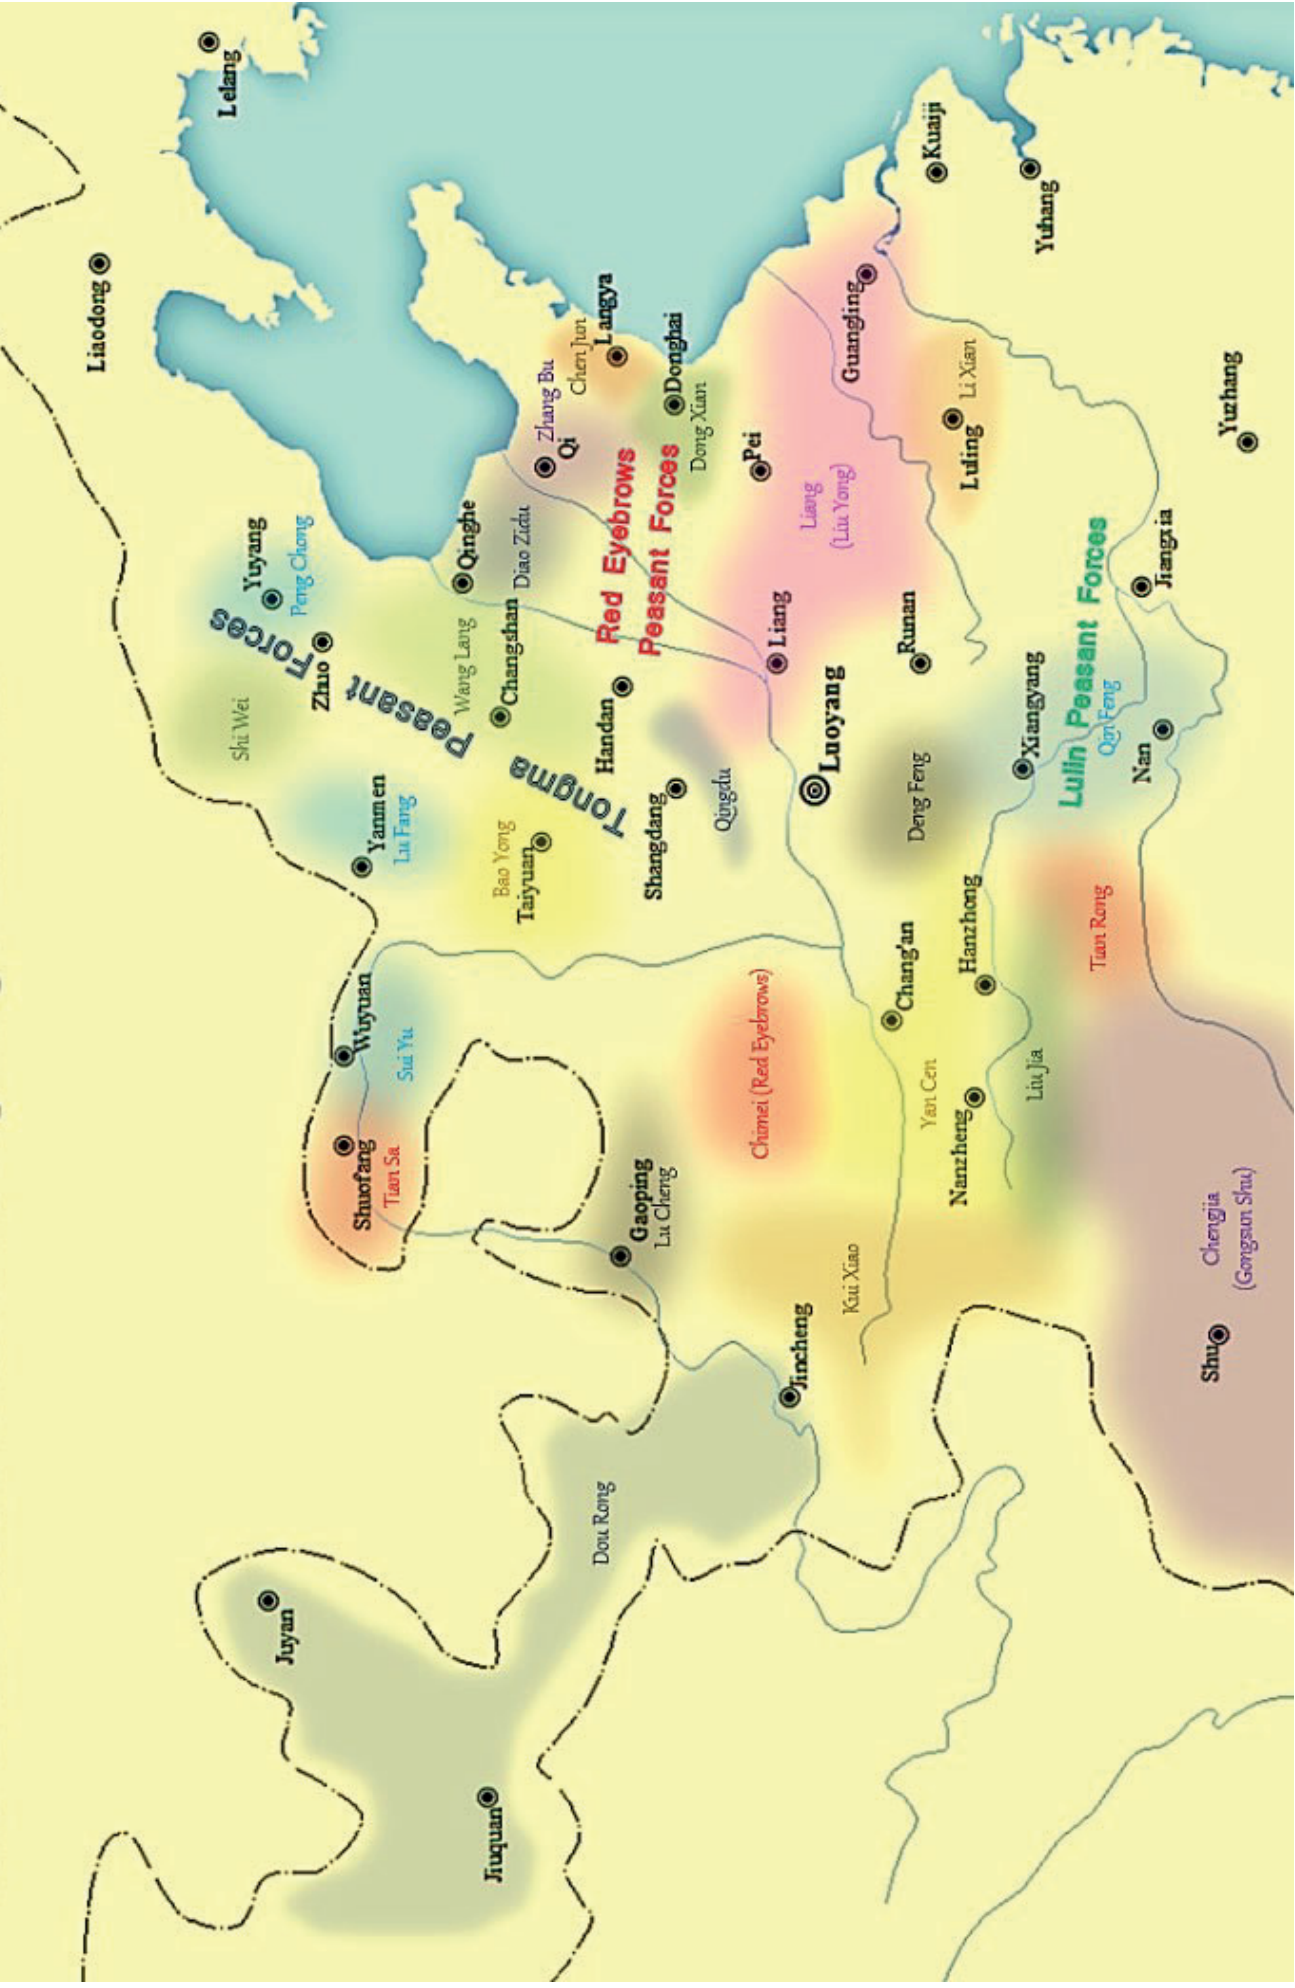 Lelang
Liaodong
Yuyang
Peng Chong
Zhuo
Shi Wei
Tongma Peasant Forces
Yanmen
Lu Fang
Bao Yong
Taiyuan
Wuyuan
Sui Yu
Shuofang
Tian Sa
Juyan
Jiuquan
Dou Rong
Gaoping
Lu Cheng
Jincheng
Kui Xiao
Chimei (Red Eyebrows)
Qinghe
Wang Lang
Changshan
Diao Zidu
Handan
Shangdang
Qingdu
Zhang Bu
Qi
Chen Jun
Langya
Donghai
Dong Xian
Red Eyebrows
Peasant Forces
Pei
Liang
(Liu Yong)
Liang
Luoyang
Guangling
Li Xian
Luling
Kuaiji
Yuhang
Yuzhang
Jiangxia
Runan
Deng Feng
Xiangyang
Lulin Peasant Forces
Qin Feng
Nan
Chang'an
Hanzhong
Yan Cen
Nanzheng
Liu Jia
Tian Rong
Chengjia
(Gongsun Shu)
Shu